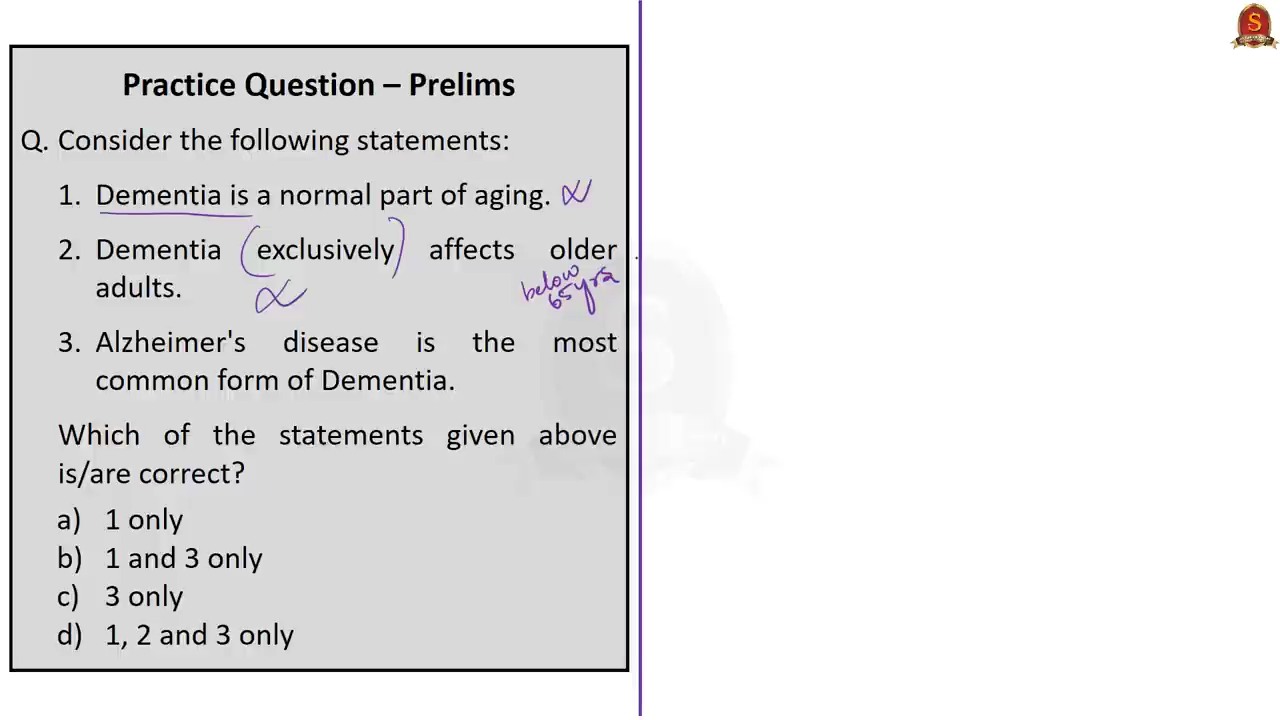 Practice Question – Prelims
Q. Consider the following statements:
1. Dementia is a normal part of aging.
2. Dementia (exclusively) affects older
adults.
below
65yrs
3. Alzheimer's disease is the most
common form of Dementia.
Which of the statements given above
is/are correct?
a) 1 only
b) 1 and 3 only
c) 3 only
d) 1, 2 and 3 only
S